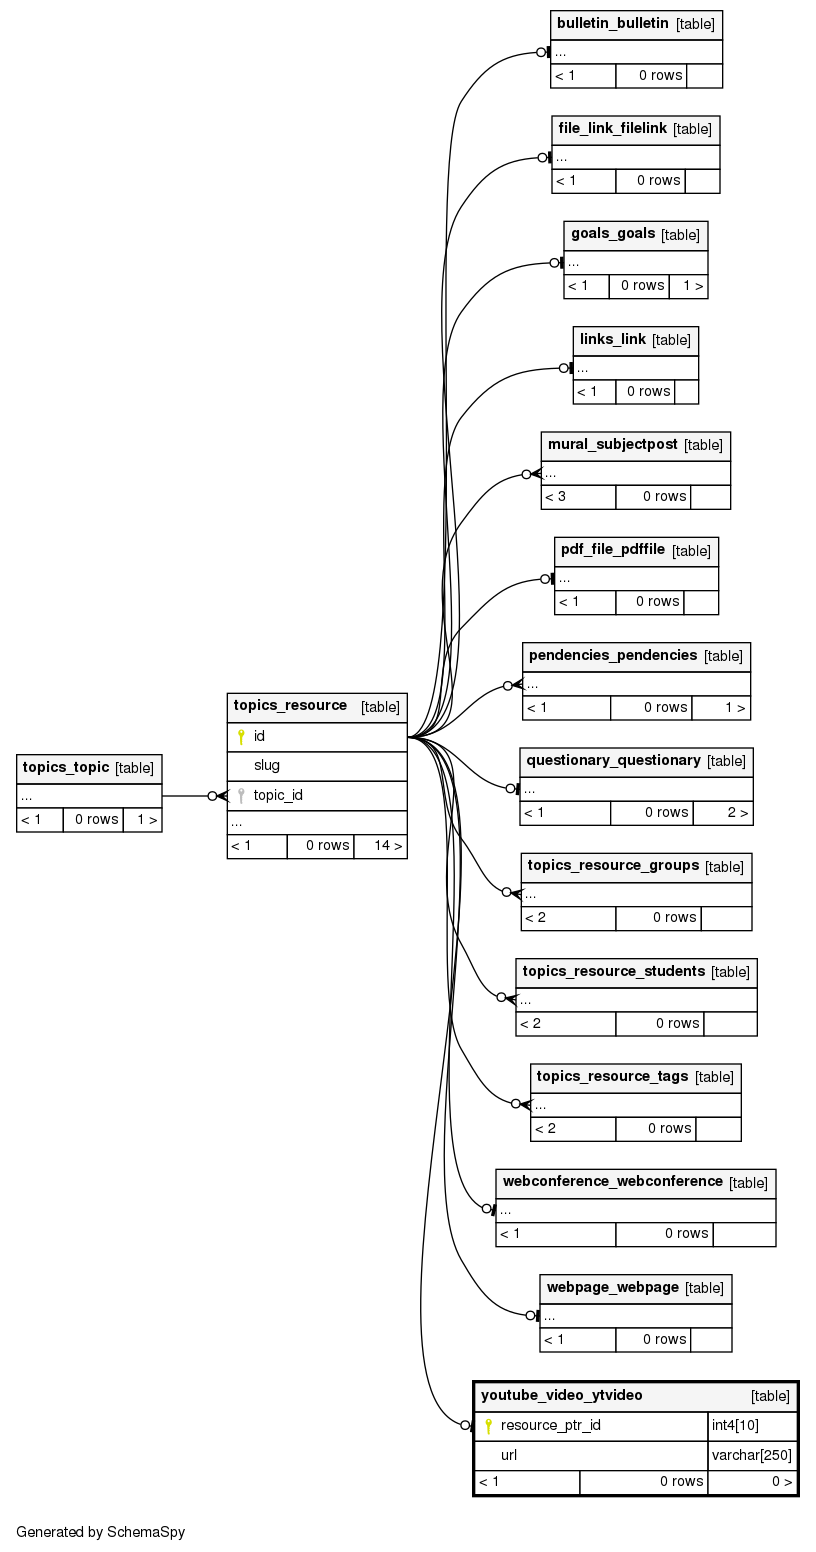 bulletin_bulletin [table]
...
< 1 0 rows
file_link_filelink [table]
...
< 1 0 rows
goals_goals [table]
...
< 1 0 rows 1 >
links_link [table]
...
< 1 0 rows
mural_subjectpost [table]
...
< 3 0 rows
pdf_file_pdffile [table]
...
< 1 0 rows
pendencies_pendencies [table]
...
< 1 0 rows 1 >
topics_resource [table]
id
slug
topic_id
...
< 1 0 rows 14 >
topics_topic [table]
...
< 1 0 rows 1 >
questionary_questionary [table]
...
< 1 0 rows 2 >
topics_resource_groups [table]
...
< 2 0 rows
topics_resource_students [table]
...
< 2 0 rows
topics_resource_tags [table]
...
< 2 0 rows
webconference_webconference [table]
...
< 1 0 rows
webpage_webpage [table]
...
< 1 0 rows
youtube_video_ytvideo [table]
resource_ptr_id int4[10]
url varchar[250]
< 1 0 rows 0 >
Generated by SchemaSpy